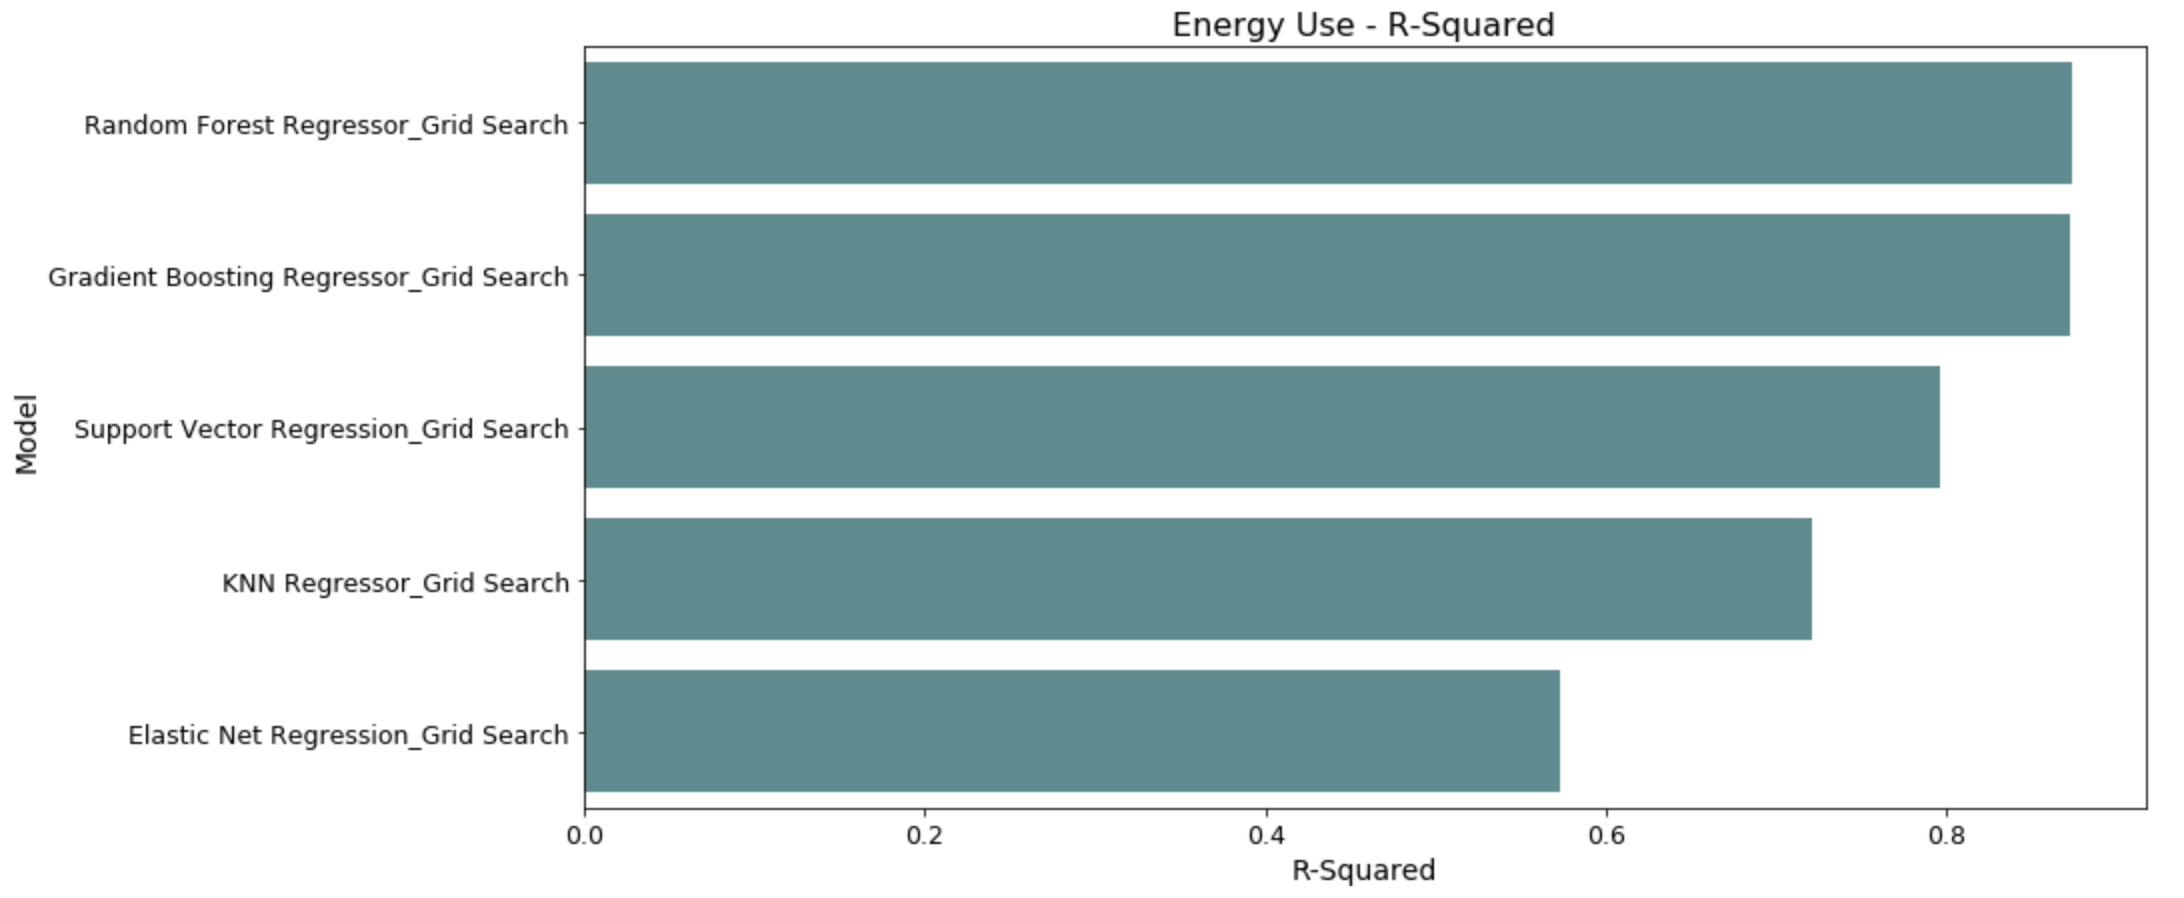 Energy Use - R-Squared
Random Forest Regressor_Grid Search
Gradient Boosting Regressor_Grid Search
Support Vector Regression_Grid Search
KNN Regressor_Grid Search
Elastic Net Regression_Grid Search
Model
0.0 0.2 0.4 0.6 0.8
R-Squared